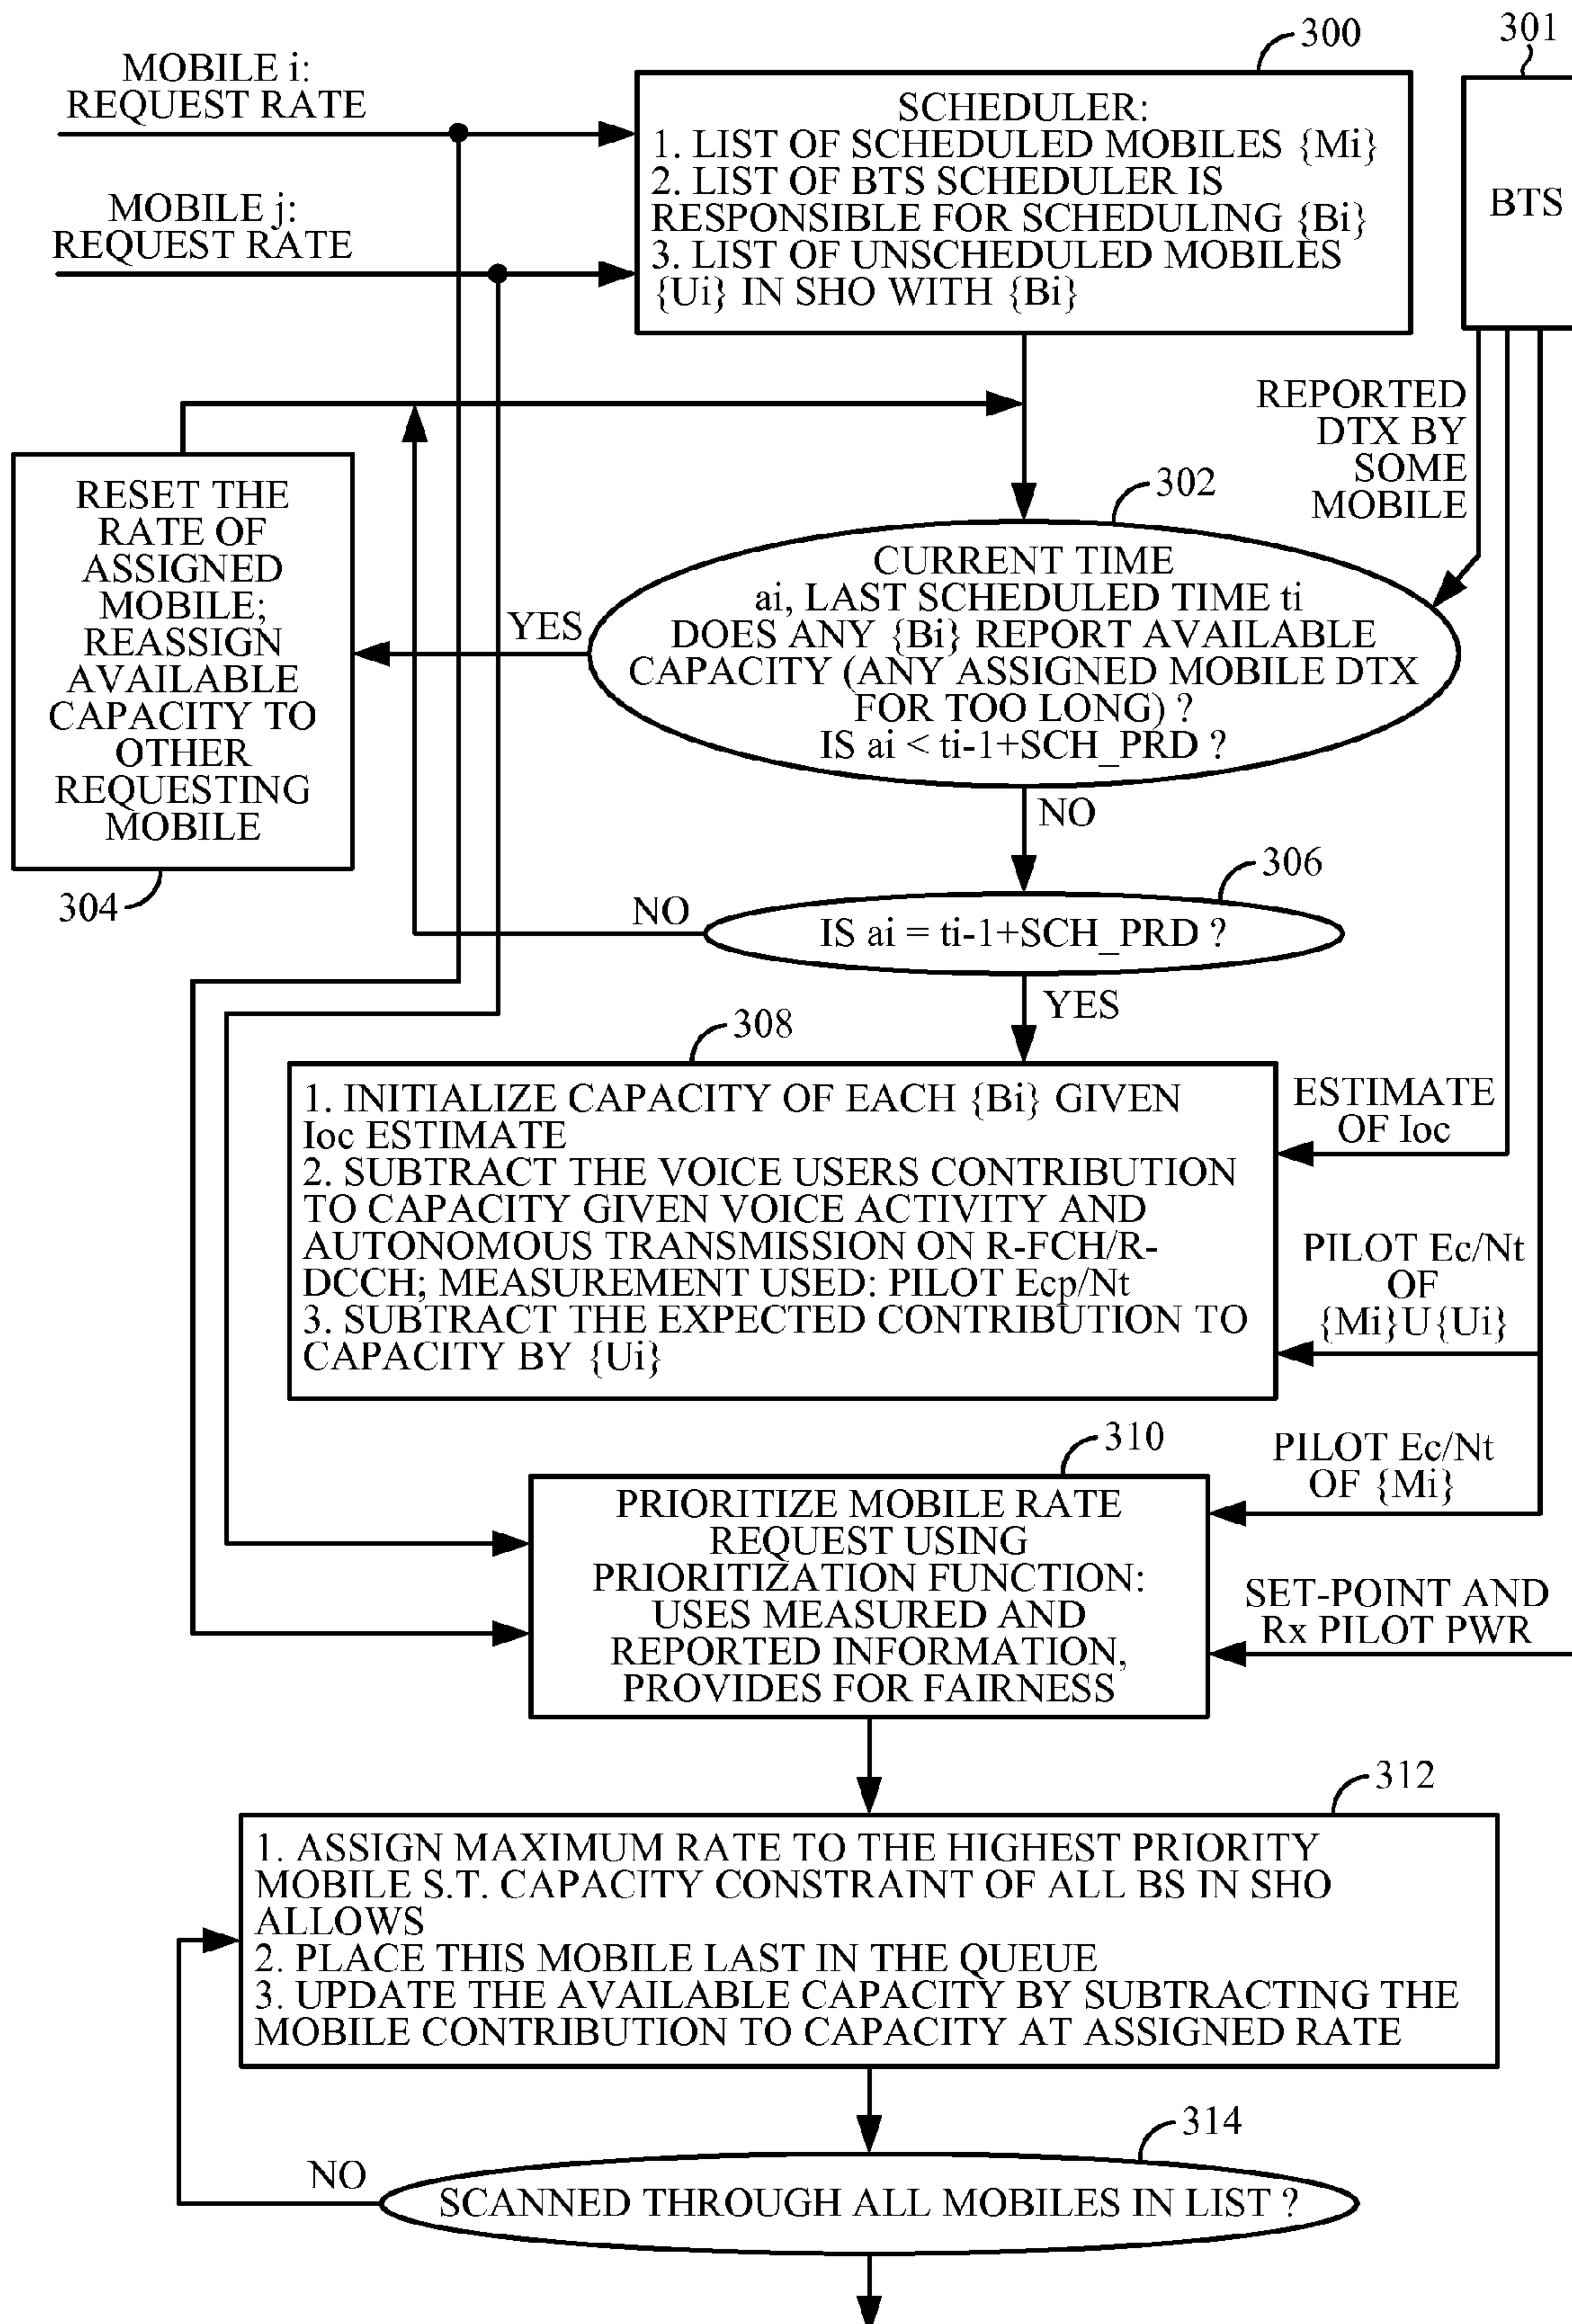 MOBILE i:
REQUEST RATE
MOBILE j:
REQUEST RATE
300
SCHEDULER:
1. LIST OF SCHEDULED MOBILES {Mi}
2. LIST OF BTS SCHEDULER IS
RESPONSIBLE FOR SCHEDULING {Bi}
3. LIST OF UNSCHEDULED MOBILES
{Ui} IN SHO WITH {Bi}
301
BTS
REPORTED
DTX BY
SOME
MOBILE
302
CURRENT TIME
ai, LAST SCHEDULED TIME ti
DOES ANY {Bi} REPORT AVAILABLE
CAPACITY (ANY ASSIGNED MOBILE DTX
FOR TOO LONG) ?
IS ai < ti-1+SCH_PRD ?
YES
RESET THE
RATE OF
ASSIGNED
MOBILE;
REASSIGN
AVAILABLE
CAPACITY TO
OTHER
REQUESTING
MOBILE
304
NO
306
IS ai = ti-1+SCH_PRD ?
NO
YES
308
1. INITIALIZE CAPACITY OF EACH {Bi} GIVEN
Ioc ESTIMATE
2. SUBTRACT THE VOICE USERS CONTRIBUTION
TO CAPACITY GIVEN VOICE ACTIVITY AND
AUTONOMOUS TRANSMISSION ON R-FCH/R-
DCCH; MEASUREMENT USED: PILOT Ecp/Nt
3. SUBTRACT THE EXPECTED CONTRIBUTION TO
CAPACITY BY {Ui}
ESTIMATE
OF Ioc
PILOT Ec/Nt
OF
{Mi}U{Ui}
310
PRIORITIZE MOBILE RATE
REQUEST USING
PRIORITIZATION FUNCTION:
USES MEASURED AND
REPORTED INFORMATION,
PROVIDES FOR FAIRNESS
PILOT Ec/Nt
OF {Mi}
SET-POINT AND
Rx PILOT PWR
312
1. ASSIGN MAXIMUM RATE TO THE HIGHEST PRIORITY
MOBILE S.T. CAPACITY CONSTRAINT OF ALL BS IN SHO
ALLOWS
2. PLACE THIS MOBILE LAST IN THE QUEUE
3. UPDATE THE AVAILABLE CAPACITY BY SUBTRACTING THE
MOBILE CONTRIBUTION TO CAPACITY AT ASSIGNED RATE
314
NO
SCANNED THROUGH ALL MOBILES IN LIST ?